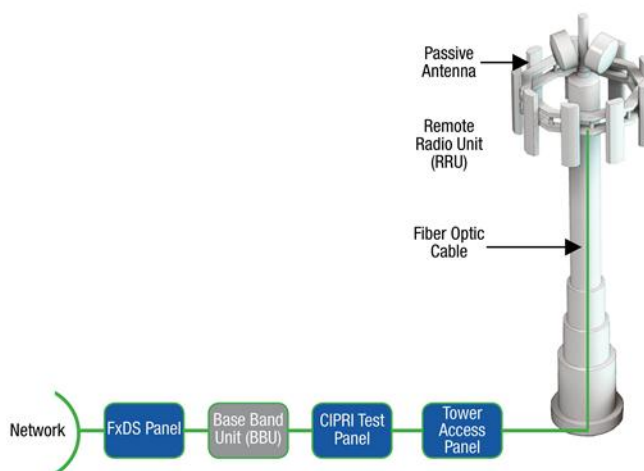 Passive
Antenna
Remote
Radio Unit
(RRU)
Fiber Optic
Cable
Network
FxDS Panel
Base Band
Unit (BBU)
CIPRI Test
Panel
Tower
Access
Panel